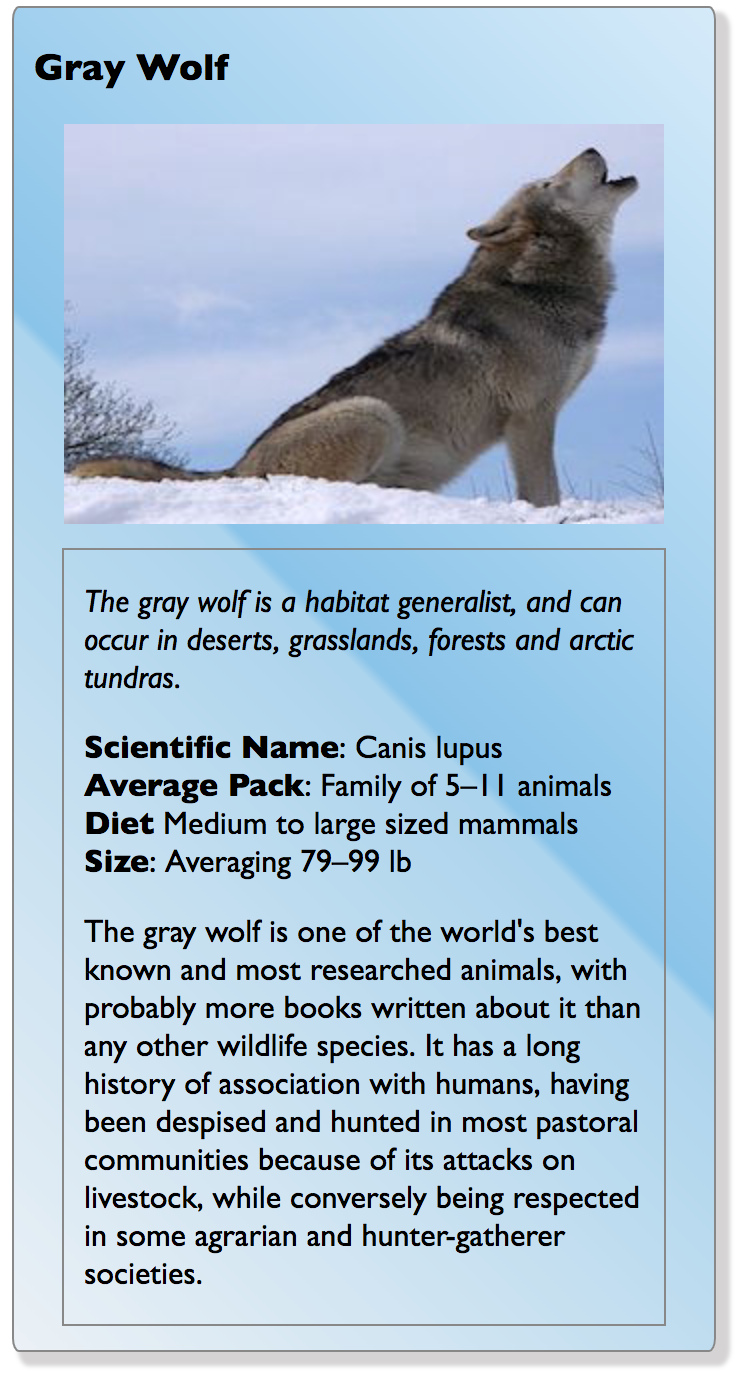 Gray Wolf
The gray wolf is a habitat generalist, and can
occur in deserts, grasslands, forests and arctic
tundras.
Scientific Name: Canis lupus
Average Pack: Family of 5–11 animals
Diet Medium to large sized mammals
Size: Averaging 79–99 lb
The gray wolf is one of the world's best
known and most researched animals, with
probably more books written about it than
any other wildlife species. It has a long
history of association with humans, having
been despised and hunted in most pastoral
communities because of its attacks on
livestock, while conversely being respected
in some agrarian and hunter-gatherer
societies.